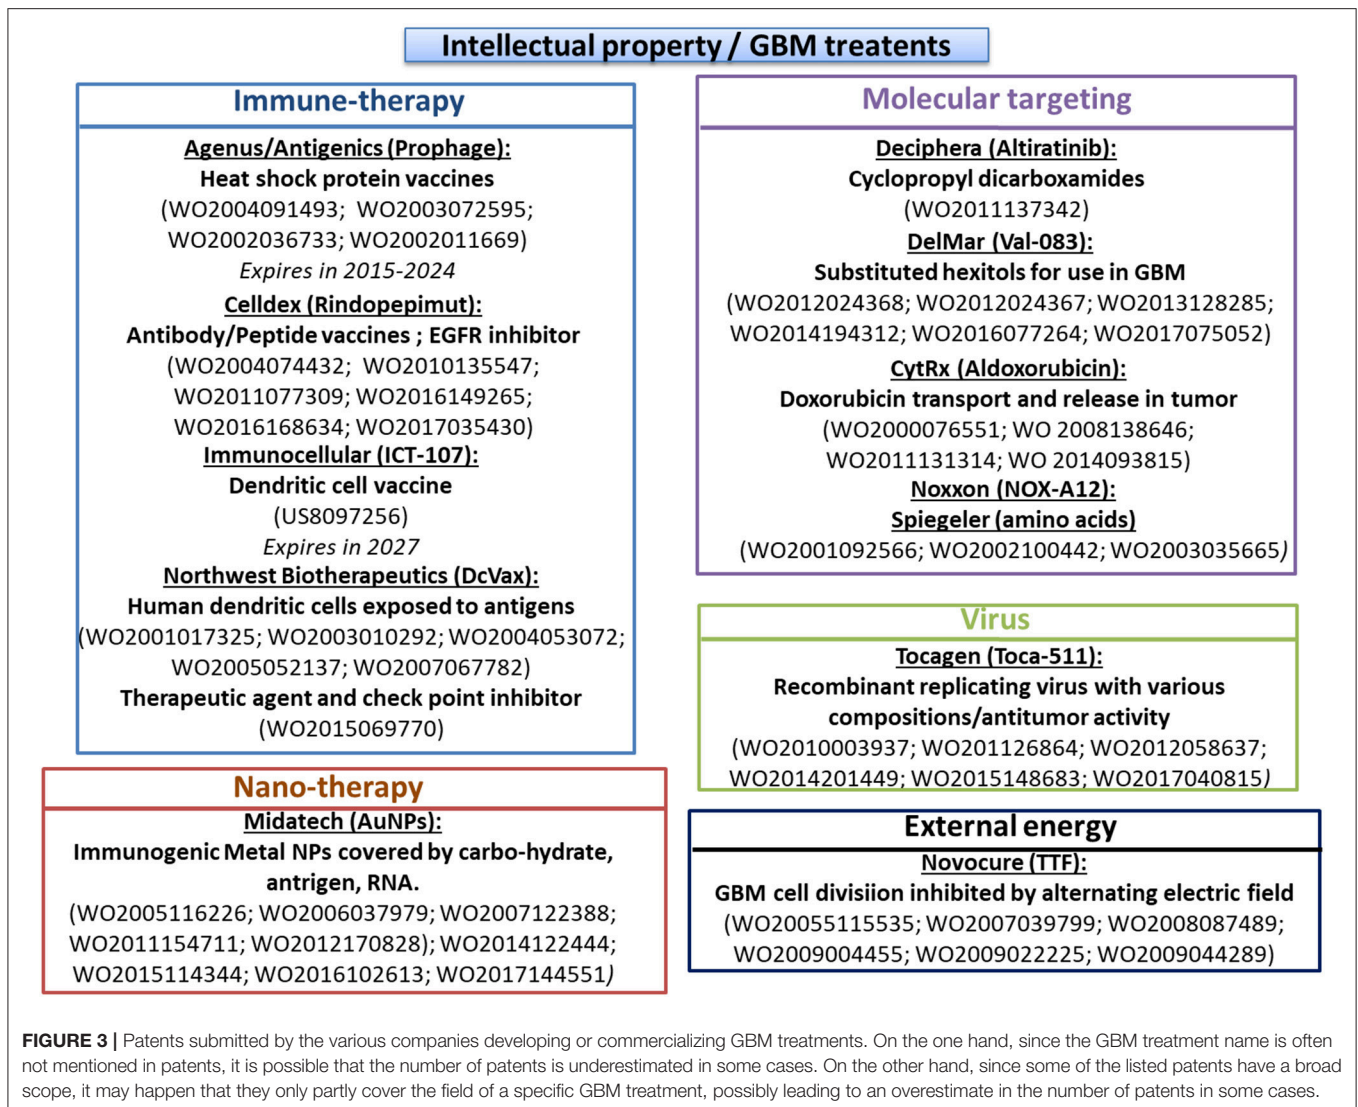 Intellectual property / GBM treatents
Immune-therapy
Agenus/Antigenics (Prophage):
Heat shock protein vaccines
(WO2004091493; WO2003072595;
WO2002036733; WO2002011669)
Expires in 2015-2024
Celldex (Rindopepimut):
Antibody/Peptide vaccines ; EGFR inhibitor
(WO2004074432; WO2010135547;
WO2011077309; WO2016149265;
WO2016168634; WO2017035430)
Immunocellular (ICT-107):
Dendritic cell vaccine
(US8097256)
Expires in 2027
Northwest Biotherapeutics (DcVax):
Human dendritic cells exposed to antigens
(WO2001017325; WO2003010292; WO2004053072;
WO2005052137; WO2007067782)
Therapeutic agent and check point inhibitor
(WO2015069770)
Nano-therapy
Midatech (AuNPs):
Immunogenic Metal NPs covered by carbo-hydrate,
antrigen, RNA.
(WO2005116226; WO2006037979; WO2007122388;
WO2011154711; WO2012170828); WO2014122444;
WO2015114344; WO2016102613; WO2017144551)
Molecular targeting
Deciphera (Altiratinib):
Cyclopropyl dicarboxamides
(WO2011137342)
DelMar (Val-083):
Substituted hexitols for use in GBM
(WO2012024368; WO2012024367; WO2013128285;
WO2014194312; WO2016077264; WO2017075052)
CytRx (Aldoxorubicin):
Doxorubicin transport and release in tumor
(WO2000076551; WO 2008138646;
WO2011131314; WO 2014093815)
Noxxon (NOX-A12):
Spiegeler (amino acids)
(WO2001092566; WO2002100442; WO2003035665)
Virus
Tocagen (Toca-511):
Recombinant replicating virus with various
compositions/antitumor activity
(WO2010003937; WO201126864; WO2012058637;
WO2014201449; WO2015148683; WO2017040815)
External energy
Novocure (TTF):
GBM cell divisiion inhibited by alternating electric field
(WO20055115535; WO2007039799; WO2008087489;
WO2009004455; WO2009022225; WO2009044289)
FIGURE 3 | Patents submitted by the various companies developing or commercializing GBM treatments. On the one hand, since the GBM treatment name is often
not mentioned in patents, it is possible that the number of patents is underestimated in some cases. On the other hand, since some of the listed patents have a broad
scope, it may happen that they only partly cover the field of a specific GBM treatment, possibly leading to an overestimate in the number of patents in some cases.